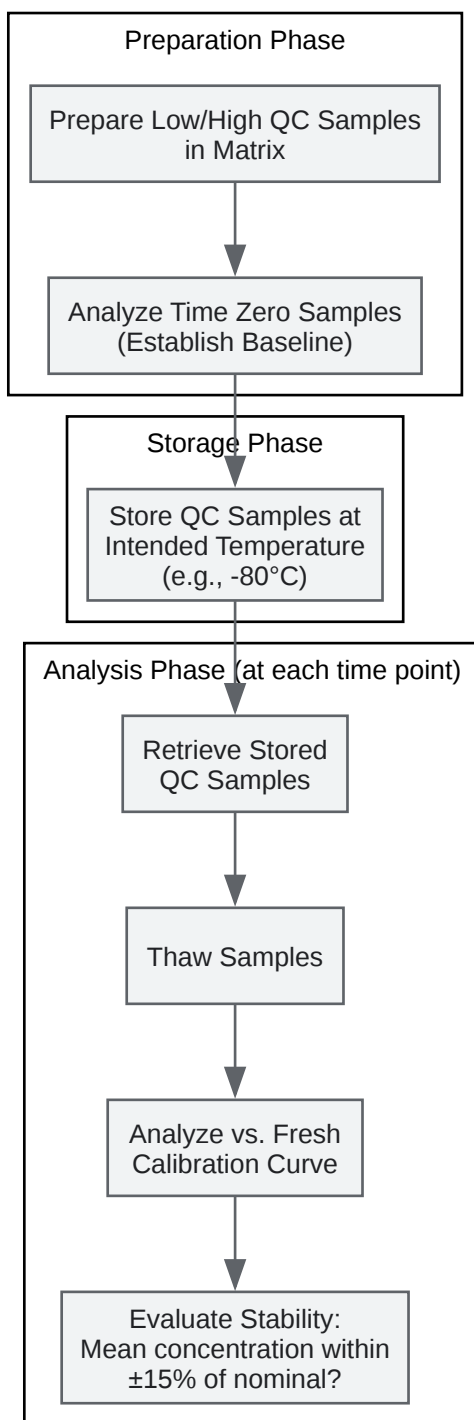 Preparation Phase
Prepare Low/High QC Samples
in Matrix
Analyze Time Zero Samples
(Establish Baseline)
Storage Phase
Store QC Samples at
Intended Temperature
(e.g., -80°C)
Analysis Phase (at each time point)
Retrieve Stored
QC Samples
Thaw Samples
Analyze vs. Fresh
Calibration Curve
Evaluate Stability:
Mean concentration within
±15% of nominal?